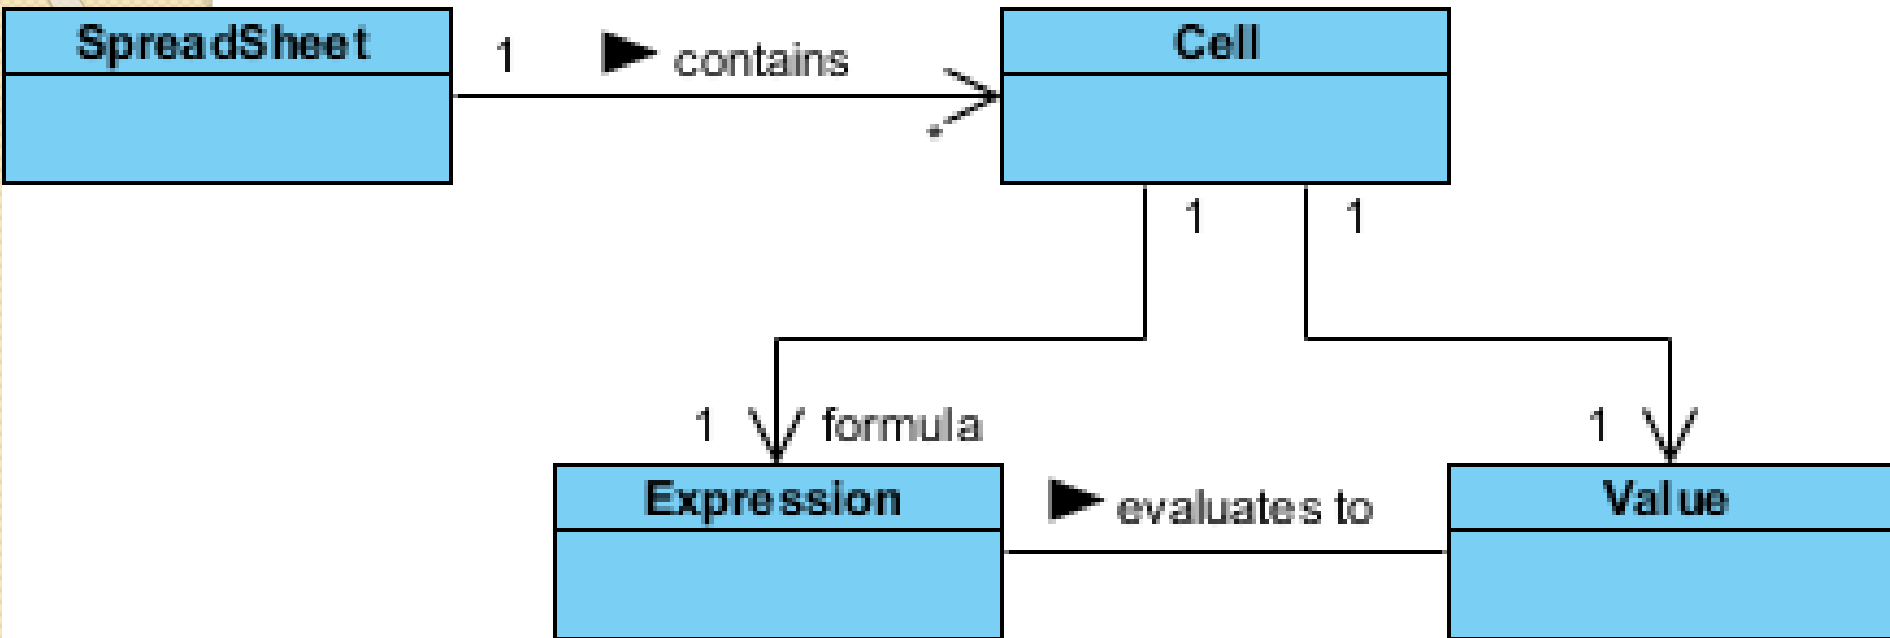 SpreadSheet
1 ► contains
*
Cell
1
1
1
formula
1
Expression
► evaluates to
Value